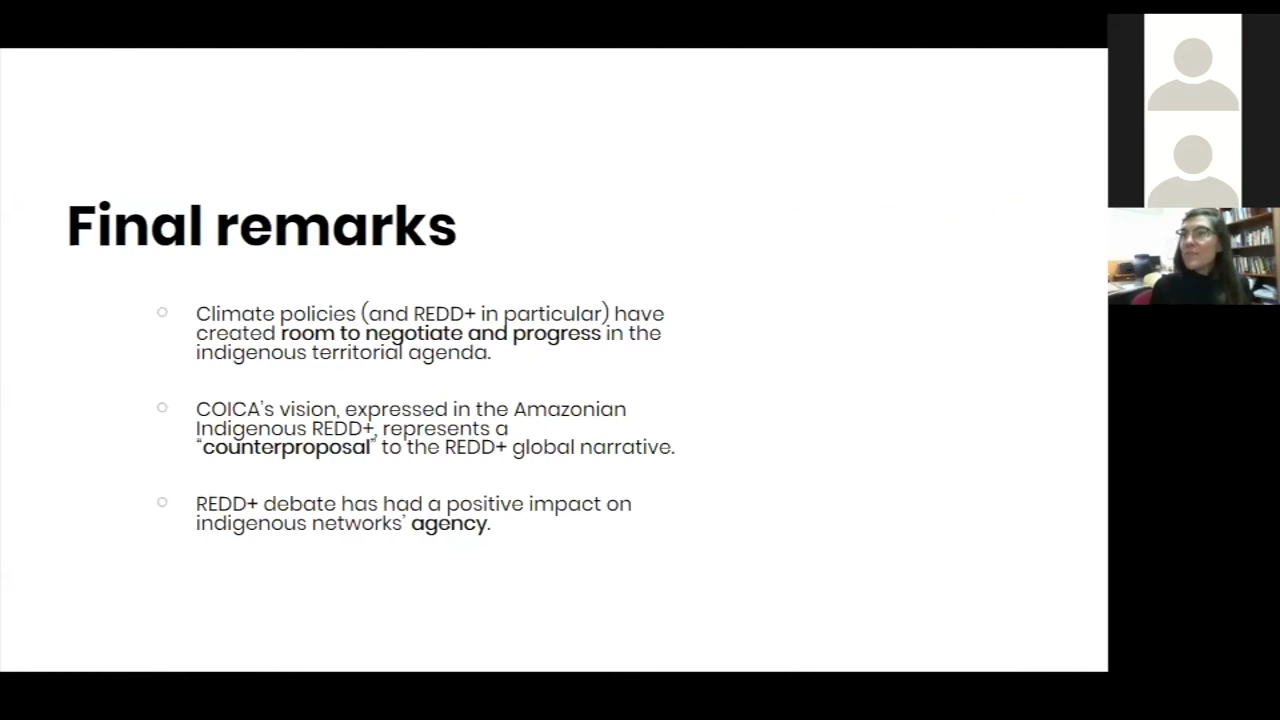 Final remarks
Climate policies (and REDD+ in particular) have
created room to negotiate and progress in the
indigenous territorial agenda.
COICA's vision, expressed in the Amazonian
Indigenous REDD+, represents a
“counterproposal” to the REDD+ global narrative.
REDD+ debate has had a positive impact on
indigenous networks’ agency.